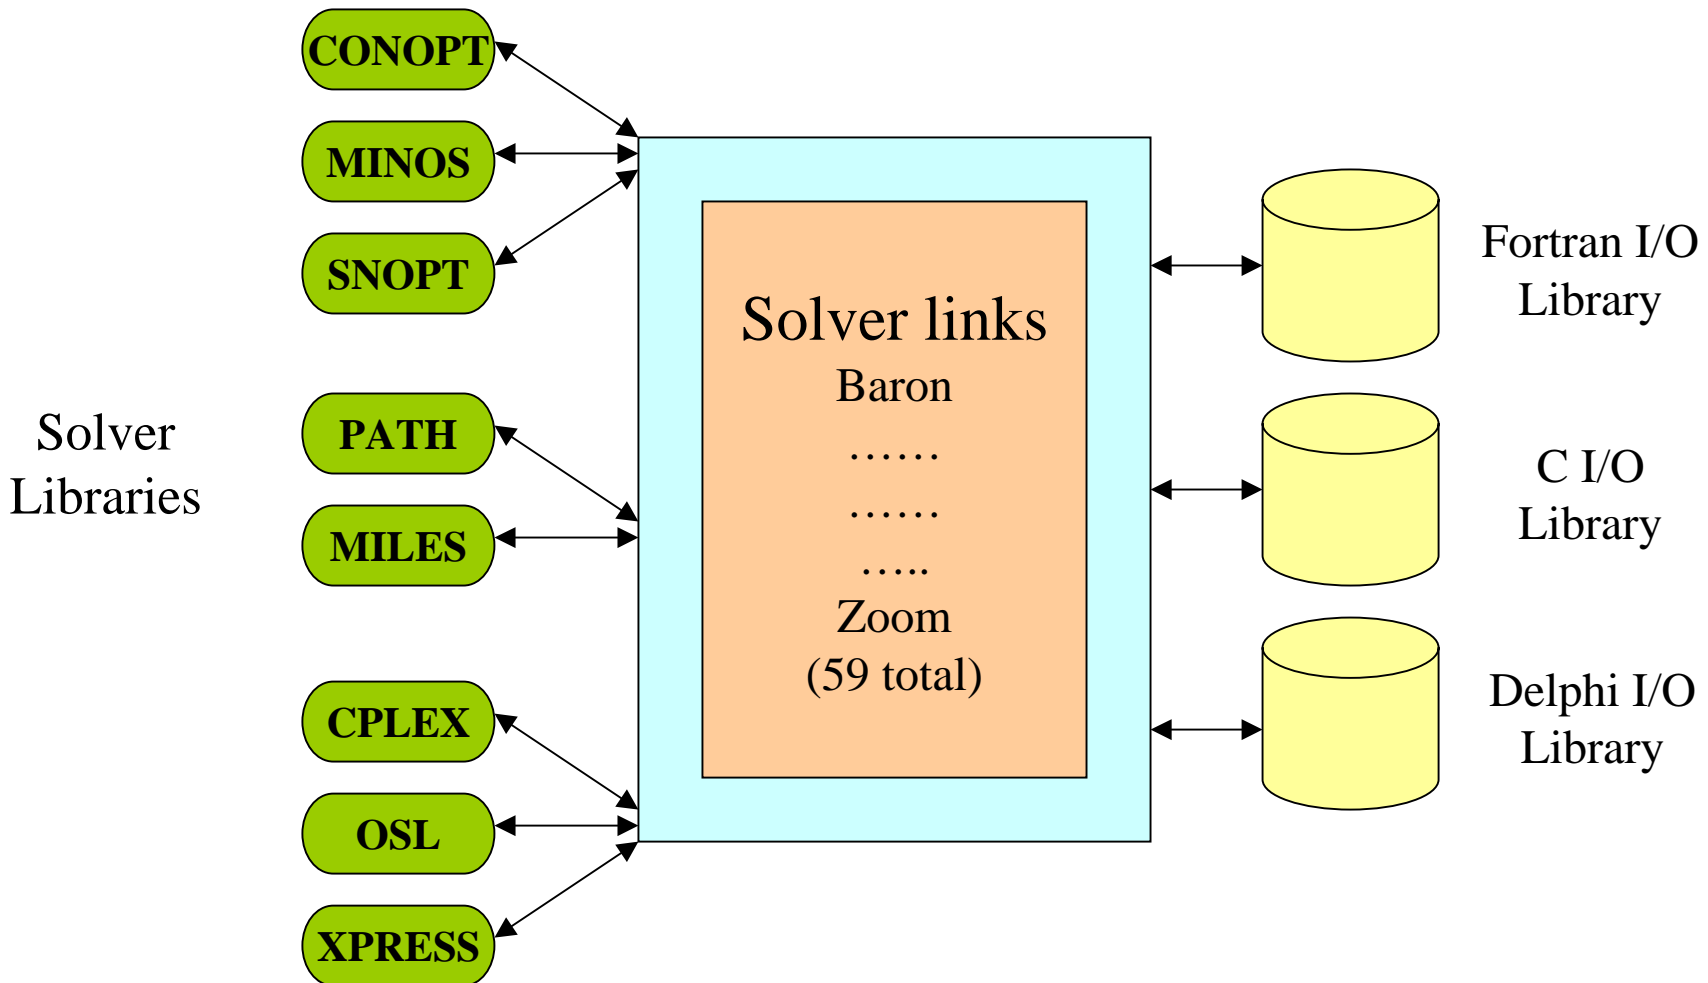 Solver
Libraries
CONOPT
MINOS
SNOPT
PATH
MILES
CPLEX
OSL
XPRESS
Solver links
Baron
……
……
…..
Zoom
(59 total)
Fortran I/O
Library
C I/O
Library
Delphi I/O
Library